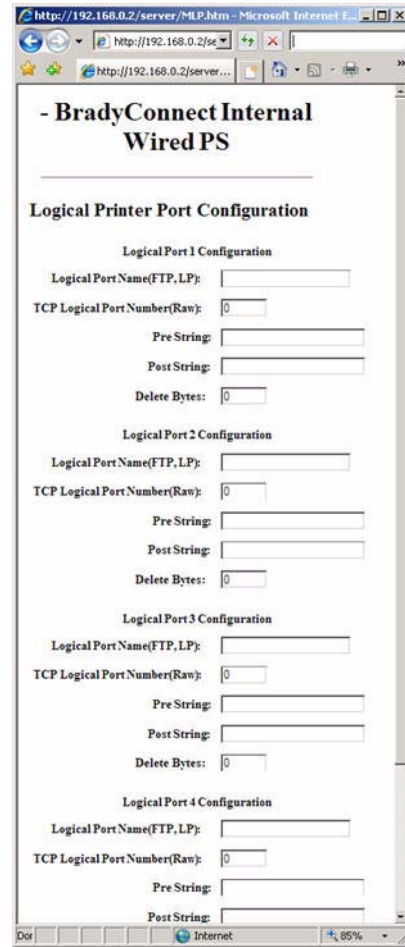 http://192.168.0.2/server/MLP.htm - Microsoft Internet E...
http://192.168.0.2/se
http://192.168.0.2/server...
- BradyConnect Internal
Wired PS
Logical Printer Port Configuration
Logical Port 1 Configuration
Logical Port Name(FTP, LP):
TCP Logical Port Number(Raw): 0
Pre String:
Post String:
Delete Bytes: 0
Logical Port 2 Configuration
Logical Port Name(FTP, LP):
TCP Logical Port Number(Raw): 0
Pre String:
Post String:
Delete Bytes: 0
Logical Port 3 Configuration
Logical Port Name(FTP, LP):
TCP Logical Port Number(Raw): 0
Pre String:
Post String:
Delete Bytes: 0
Logical Port 4 Configuration
Logical Port Name(FTP, LP):
TCP Logical Port Number(Raw): 0
Pre String:
Post String:
Internet 85%